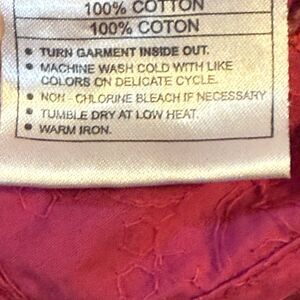 100% COTTON
100% COTON
• TURN GARMENT INSIDE OUT.
• MACHINE WASH COLD WITH LIKE
COLORS ON DELICATE CYCLE.
• NON - CHLORINE BLEACH IF NECESSARY
• TUMBLE DRY AT LOW HEAT.
• WARM IRON.